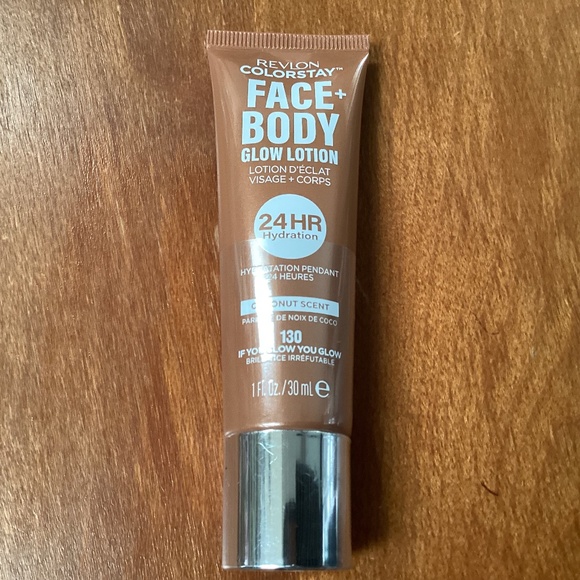 REVLON
COLORSTAY™
FACE+
BODY
GLOW LOTION
LOTION D'ÉCLAT
VISAGE + CORPS
24HR
Hydration
HYDRATATION PENDANT
24 HEURES
COCONUT SCENT
PARFUM DE NOIX DE COCO
130
IF YOU GLOW YOU GLOW
BRILLANCE IRRÉFUTABLE
1 Fl. Oz. / 30 mL ℮